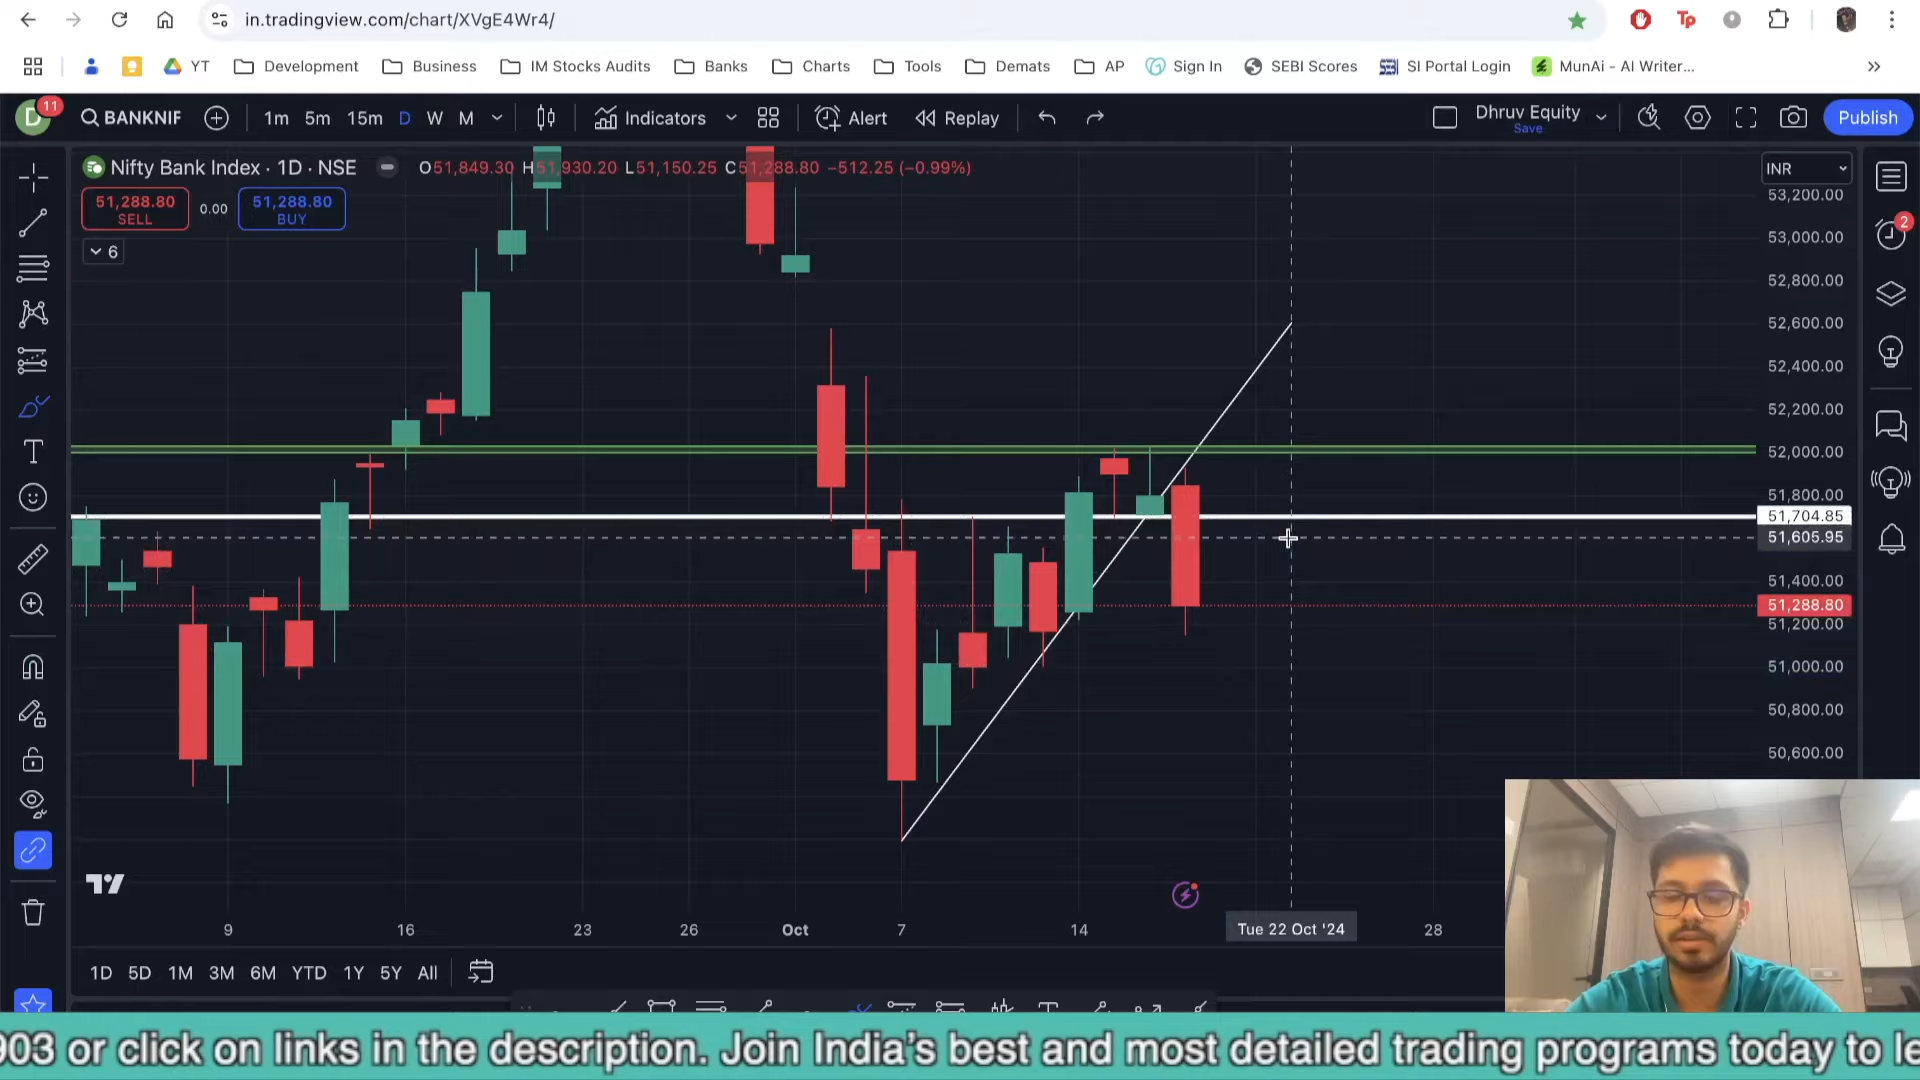 in.tradingview.com/chart/XVgE4Wr4/
Tp
YT Development Business IM Stocks Audits Banks Charts Tools Demats AP Sign In SEBI Scores SI Portal Login MunAi - AI Writer...
D 11 BANKNIF 1m 5m 15m D W M Indicators Alert Replay Dhruv Equity Save Publish
Nifty Bank Index · 1D · NSE O51,849.30 H51,930.20 L51,150.25 C51,288.80 −512.25 (−0.99%)
INR
51,288.80 SELL 0.00 51,288.80 BUY
6
2
53,200.00
53,000.00
52,800.00
52,600.00
52,400.00
52,200.00
52,000.00
51,800.00
51,704.85
51,605.95
51,400.00
51,288.80
51,200.00
51,000.00
50,800.00
50,600.00
9 16 23 26 Oct 7 14 Tue 22 Oct '24 28
1D 5D 1M 3M 6M YTD 1Y 5Y All
903 or click on links in the description. Join India's best and most detailed trading programs today to le